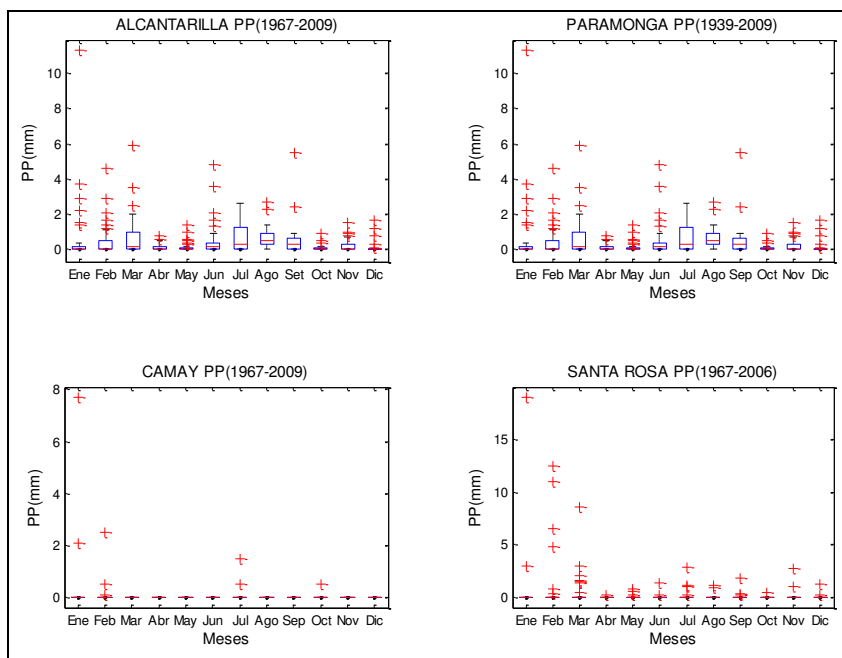 ALCANTARILLA PP(1967-2009)
10
8
6
4
2
0
PP(mm)
Ene Feb Mar Abr May Jun Jul Ago Set Oct Nov Dic
Meses
PARAMONGA PP(1939-2009)
10
8
6
4
2
0
PP(mm)
Ene Feb Mar Abr May Jun Jul Ago Sep Oct Nov Dic
Meses
CAMAY PP(1967-2009)
8
6
4
2
0
PP(mm)
Ene Feb Mar Abr May Jun Jul Ago Sep Oct Nov Dic
Meses
SANTA ROSA PP(1967-2006)
15
10
5
0
PP(mm)
Ene Feb Mar Abr May Jun Jul Ago Sep Oct Nov Dic
Meses